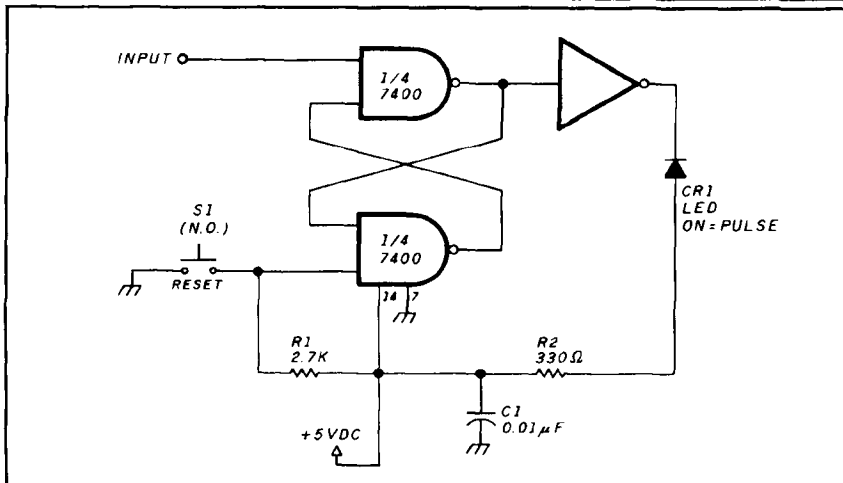 INPUT
1/4
7400
S1
(N.O.)
RESET
1/4
7400
14 7
CR1
LED
ON=PULSE
R1
2.7K
R2
330Ω
+5VDC
C1
0.01µF